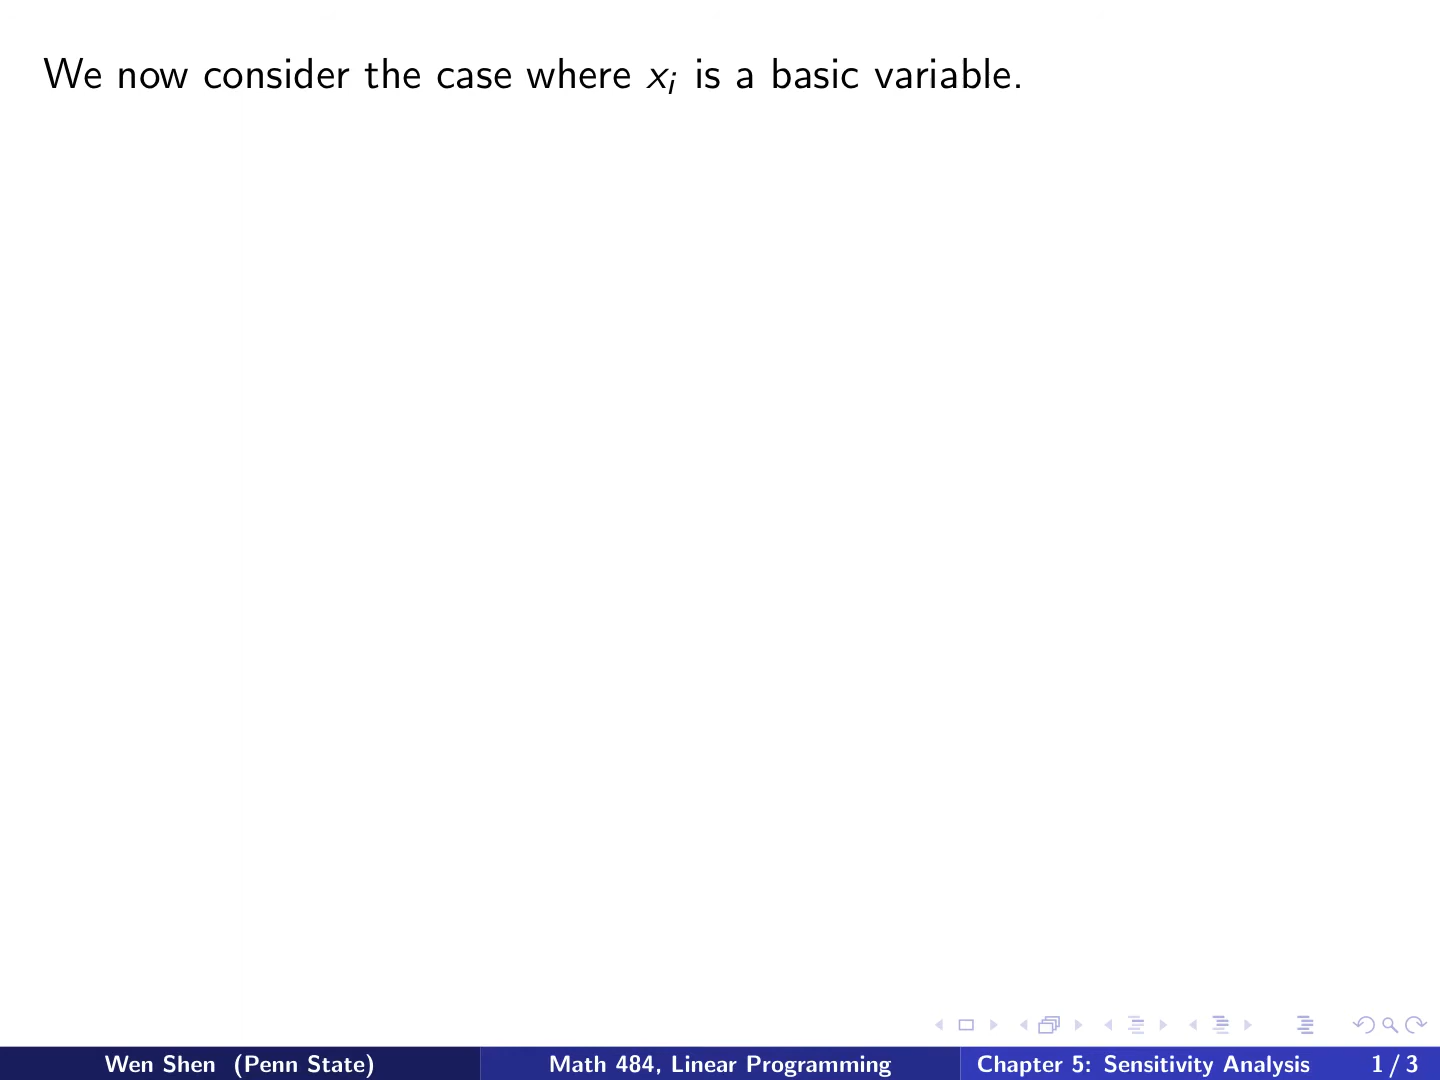 We now consider the case where x_i is a basic variable.
Wen Shen (Penn State) Math 484, Linear Programming Chapter 5: Sensitivity Analysis 1 / 3